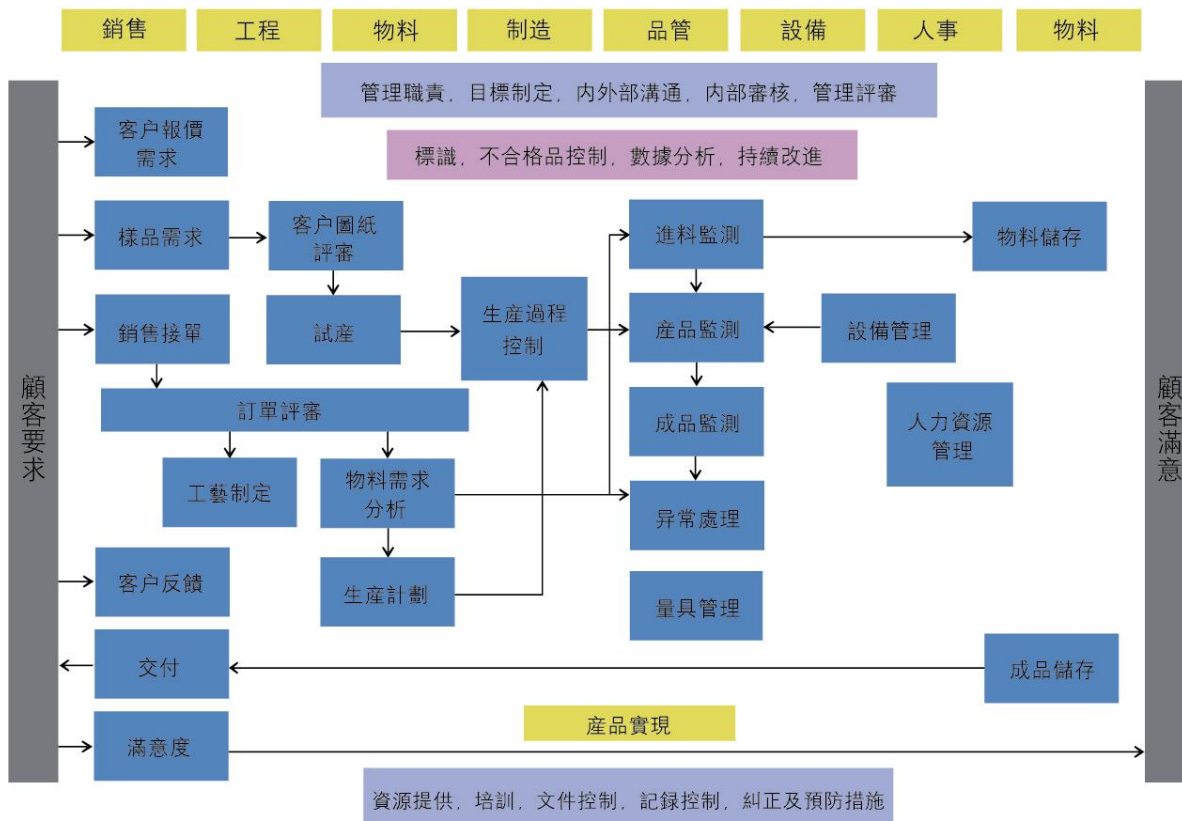 銷售
工程
物料
制造
品管
設備
人事
物料
管理職責，目標制定，内外部溝通，内部審核，管理評審
標識，不合格品控制，數據分析，持續改進
顧客要求
顧客滿意
客户報價
需求
樣品需求
客户圖紙
評審
進料監測
物料儲存
銷售接單
試産
生産過程
控制
産品監測
設備管理
訂單評審
成品監測
人力資源
管理
工藝制定
物料需求
分析
异常處理
客户反饋
生産計劃
量具管理
交付
成品儲存
滿意度
産品實現
資源提供，培訓，文件控制，記録控制，糾正及預防措施